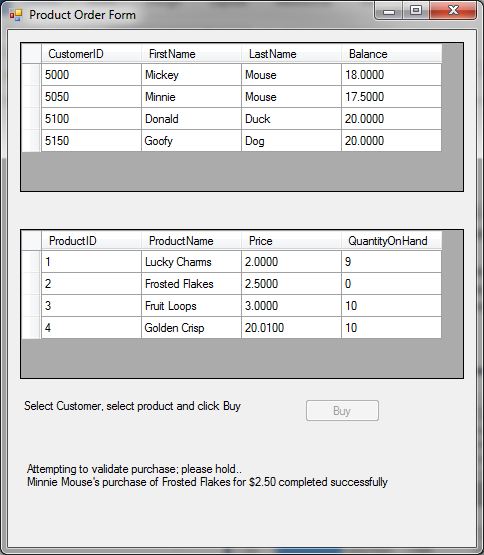 Product Order Form
CustomerID FirstName LastName Balance
5000 Mickey Mouse 18.0000
5050 Minnie Mouse 17.5000
5100 Donald Duck 20.0000
5150 Goofy Dog 20.0000
ProductID ProductName Price QuantityOnHand
1 Lucky Charms 2.0000 9
2 Frosted Flakes 2.5000 0
3 Fruit Loops 3.0000 10
4 Golden Crisp 20.0100 10
Select Customer, select product and click Buy Buy
Attempting to validate purchase; please hold..
Minnie Mouse's purchase of Frosted Flakes for $2.50 completed successfully